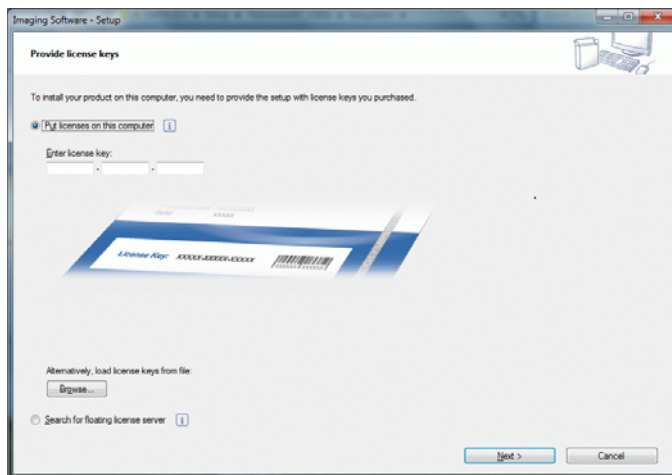 Imaging Software - Setup
Provide license keys
To install your product on this computer, you need to provide the setup with license keys you purchased.
Put licenses on this computer
Enter license key:
- -
XXXXX
License Key: XXXXX-XXXXX-XXXXX
Alternatively, load license keys from file:
Browse...
Search for floating license server
Next >
Cancel